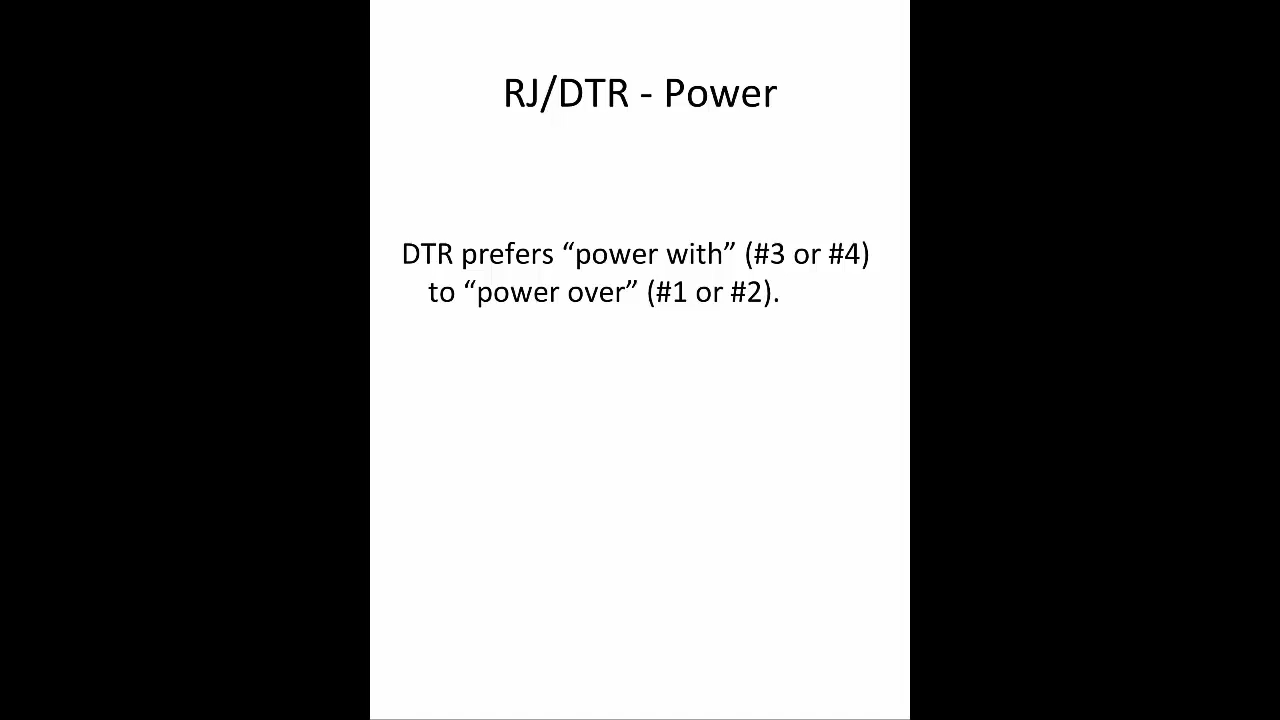 RJ/DTR - Power
DTR prefers “power with” (#3 or #4)
to “power over” (#1 or #2).